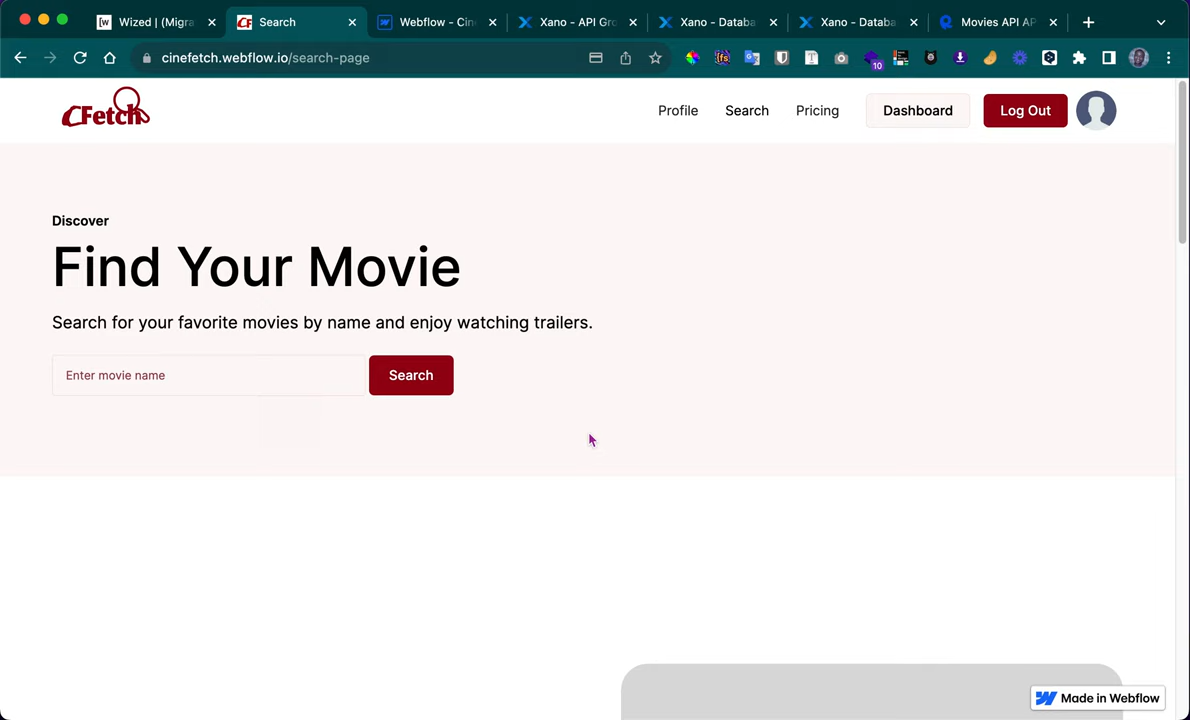 Wized | (Migra
Search
Webflow - Cin
Xano - API Gro
Xano - Databa
Xano - Databa
Movies API AP
cinefetch.webflow.io/search-page
10
CFetch
Profile
Search
Pricing
Dashboard
Log Out
Discover
Find Your Movie
Search for your favorite movies by name and enjoy watching trailers.
Enter movie name
Search
Made in Webflow